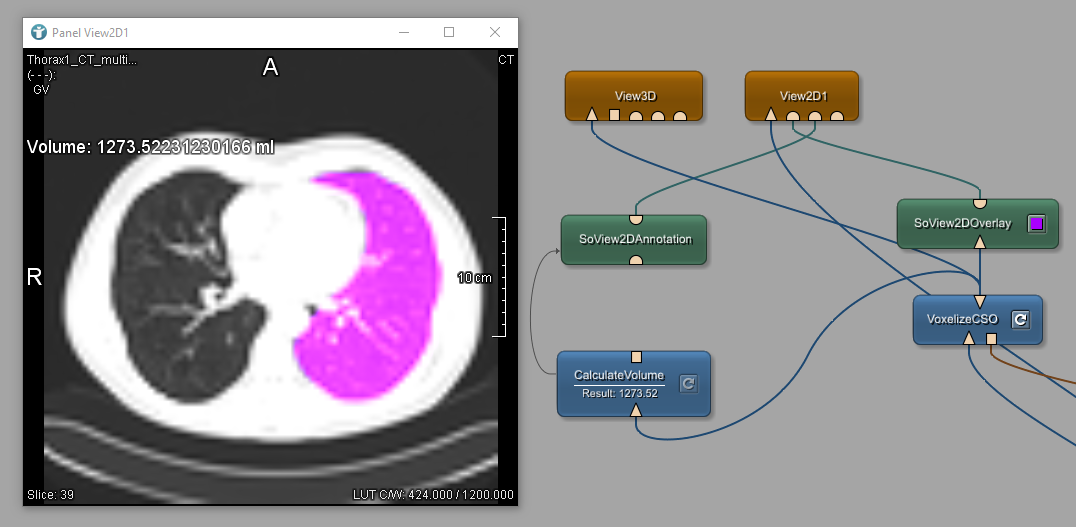 Panel View2D1
Thorax1_CT_multi...
(---):
GV
A
CT
Volume: 1273.52231230166 ml
R
10 cm
Slice: 39
LUT C/W: 424.000 / 1200.000
View3D
View2D1
SoView2DAnnotation
SoView2DOverlay
VoxelizeCSO
CalculateVolume
Result: 1273.52